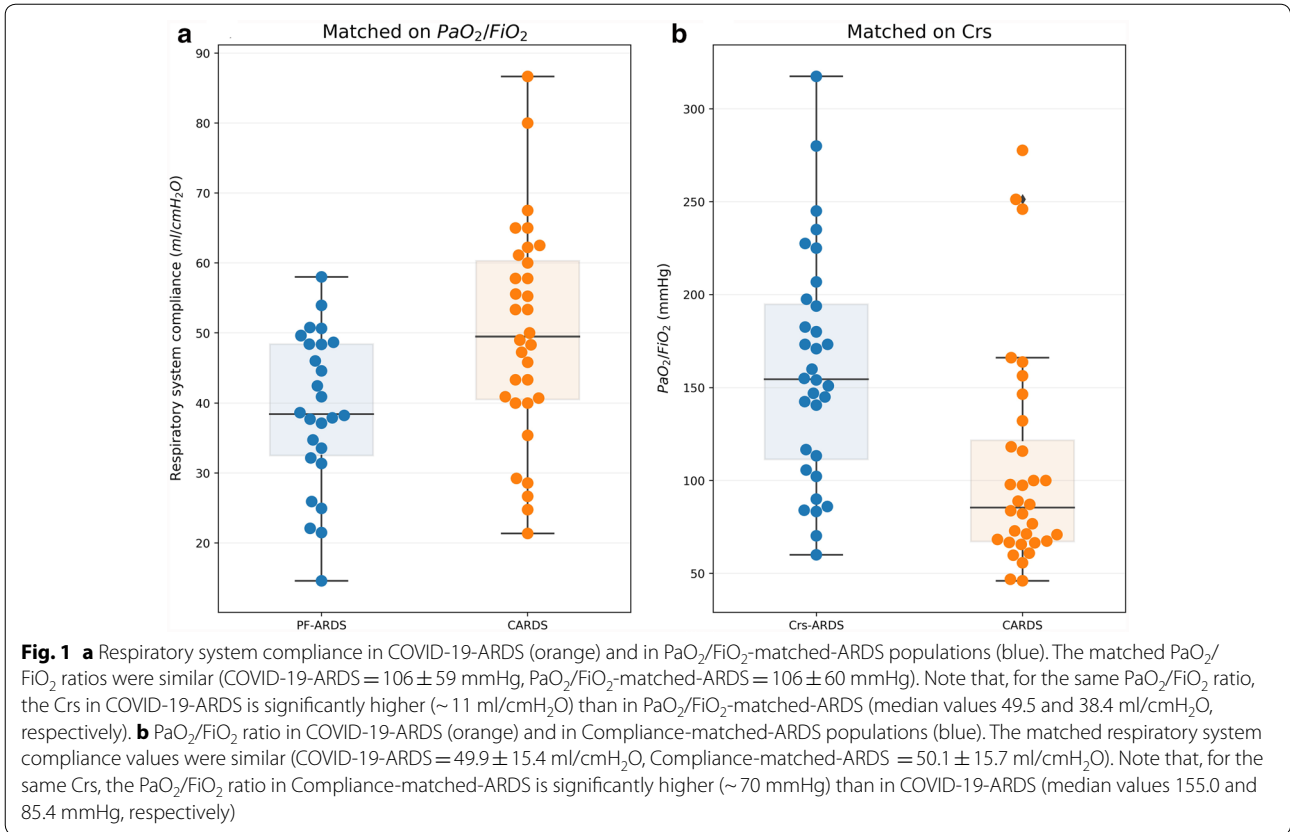 a
Matched on PaO2/FiO2
90
80
70
60
50
40
30
20
Respiratory system compliance (ml/cmH2O)
PF-ARDS
CARDS
b
Matched on Crs
300
250
200
150
100
50
PaO2/FiO2 (mmHg)
Crs-ARDS
CARDS
Fig. 1 a Respiratory system compliance in COVID-19-ARDS (orange) and in PaO2/FiO2-matched-ARDS populations (blue). The matched PaO2/
FiO2 ratios were similar (COVID-19-ARDS = 106 ± 59 mmHg, PaO2/FiO2-matched-ARDS = 106 ± 60 mmHg). Note that, for the same PaO2/FiO2 ratio,
the Crs in COVID-19-ARDS is significantly higher (~ 11 ml/cmH2O) than in PaO2/FiO2-matched-ARDS (median values 49.5 and 38.4 ml/cmH2O,
respectively). b PaO2/FiO2 ratio in COVID-19-ARDS (orange) and in Compliance-matched-ARDS populations (blue). The matched respiratory system
compliance values were similar (COVID-19-ARDS = 49.9 ± 15.4 ml/cmH2O, Compliance-matched-ARDS = 50.1 ± 15.7 ml/cmH2O). Note that, for the
same Crs, the PaO2/FiO2 ratio in Compliance-matched-ARDS is significantly higher (~ 70 mmHg) than in COVID-19-ARDS (median values 155.0 and
85.4 mmHg, respectively)